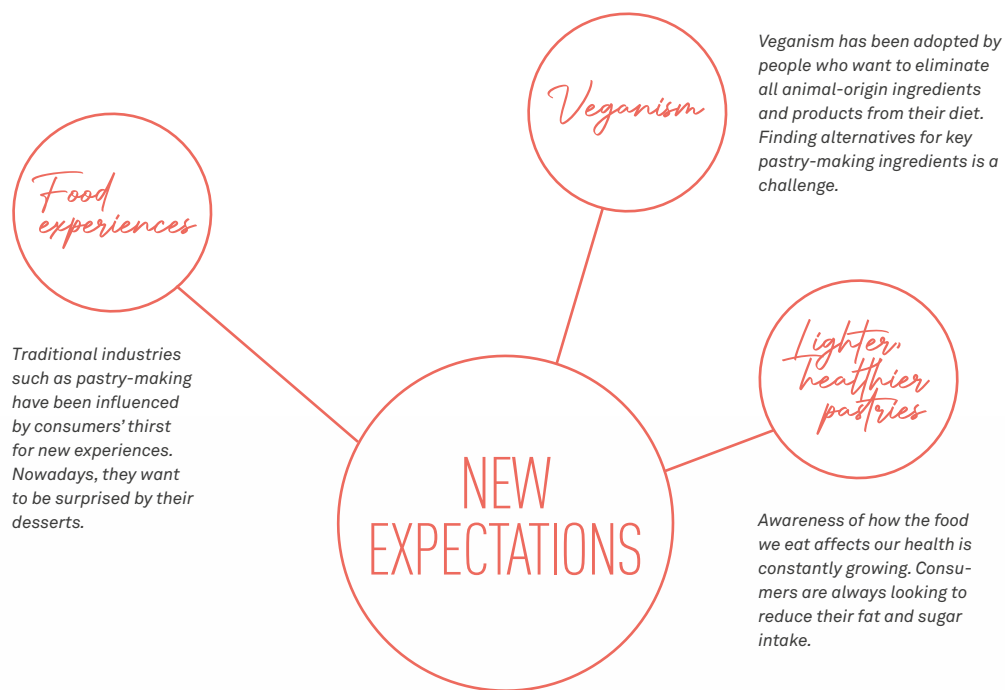 Food
experiences
Traditional industries
such as pastry-making
have been influenced
by consumers' thirst
for new experiences.
Nowadays, they want
to be surprised by their
desserts.
Veganism
Veganism has been adopted by
people who want to eliminate
all animal-origin ingredients
and products from their diet.
Finding alternatives for key
pastry-making ingredients is a
challenge.
Lighter,
healthier
pastries
Awareness of how the food
we eat affects our health is
constantly growing. Consu-
mers are always looking to
reduce their fat and sugar
intake.
NEW
EXPECTATIONS